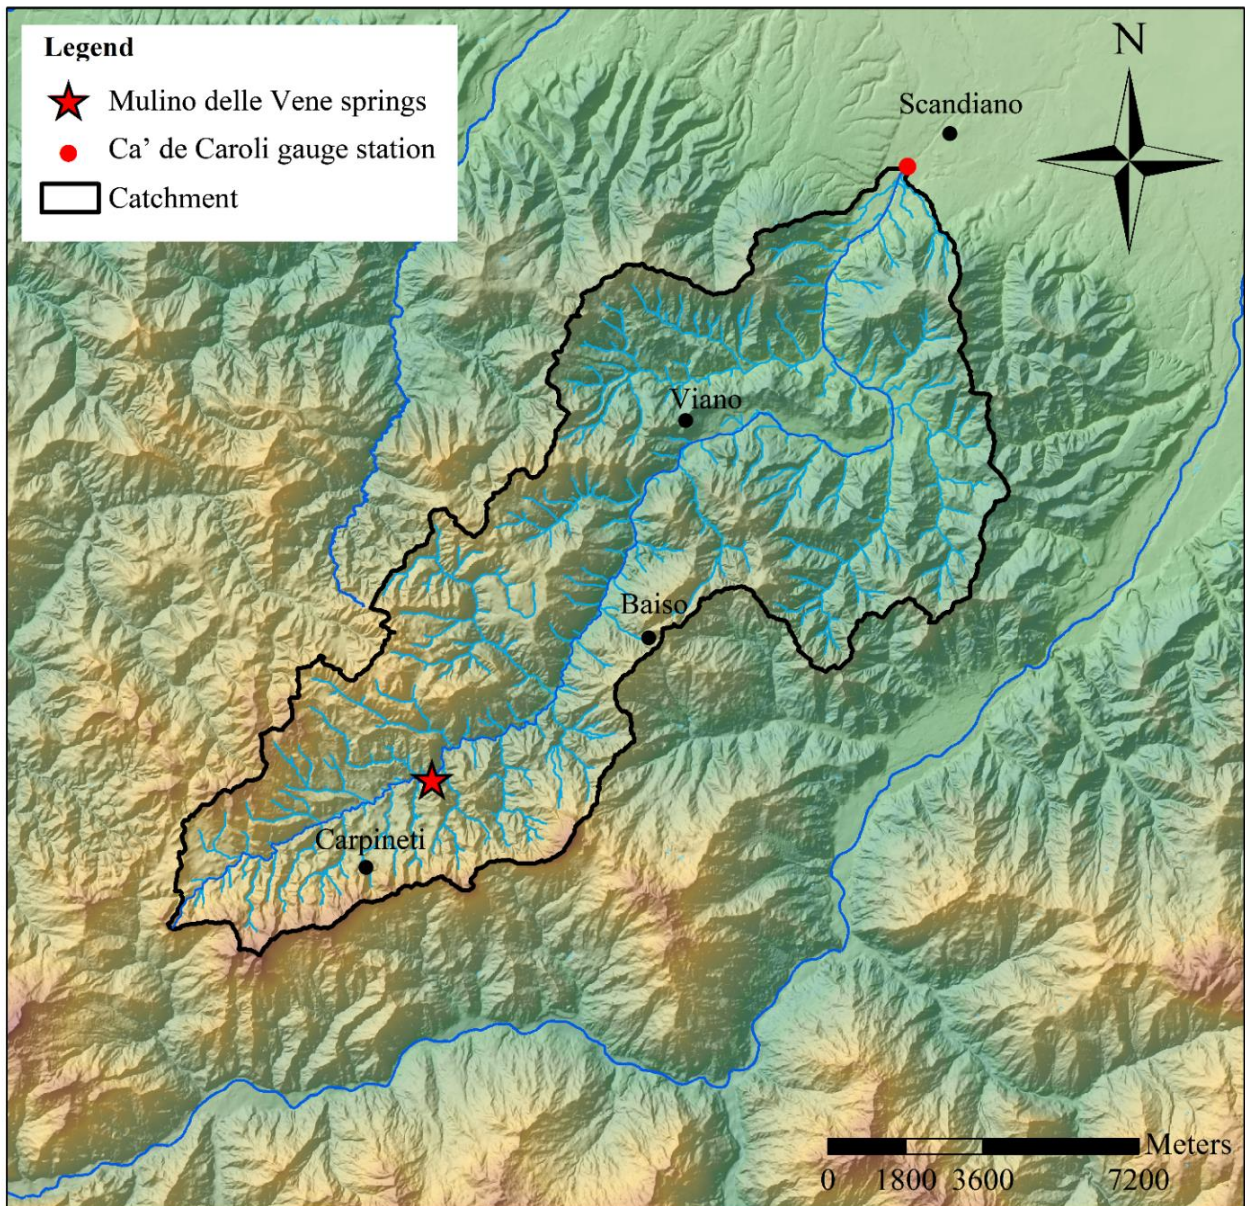 Legend
Mulino delle Vene springs
Ca' de Caroli gauge station
Catchment
N
Scandiano
Viano
Baiso
Carpineti
Meters
0 1800 3600 7200